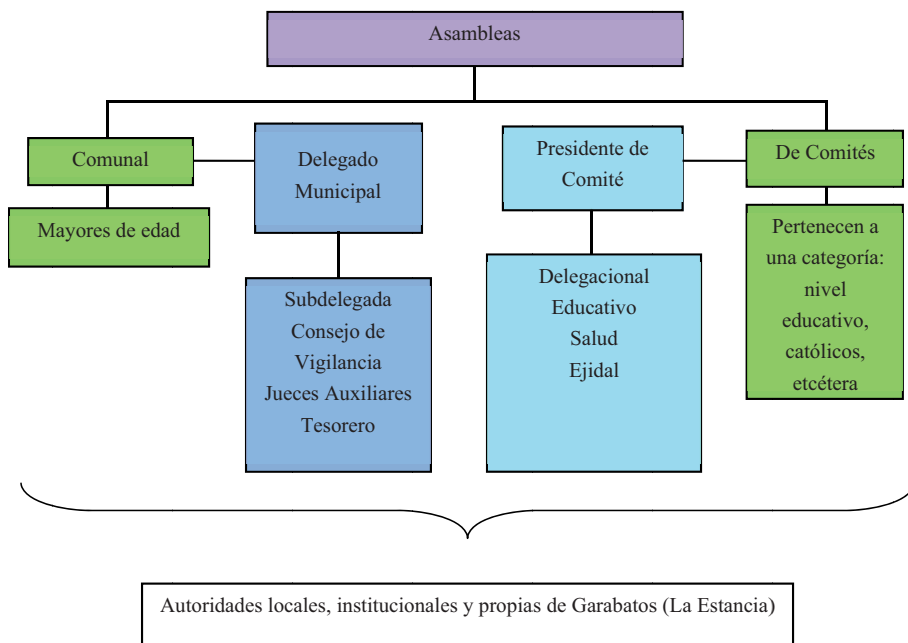 Asambleas
Comunal
Delegado
Municipal
Presidente de
Comité
De Comités
Mayores de edad
Pertenecen a
una categoría:
nivel
educativo,
católicos,
etcétera
Subdelegada
Consejo de
Vigilancia
Jueces Auxiliares
Tesorero
Delegacional
Educativo
Salud
Ejidal
Autoridades locales, institucionales y propias de Garabatos (La Estancia)